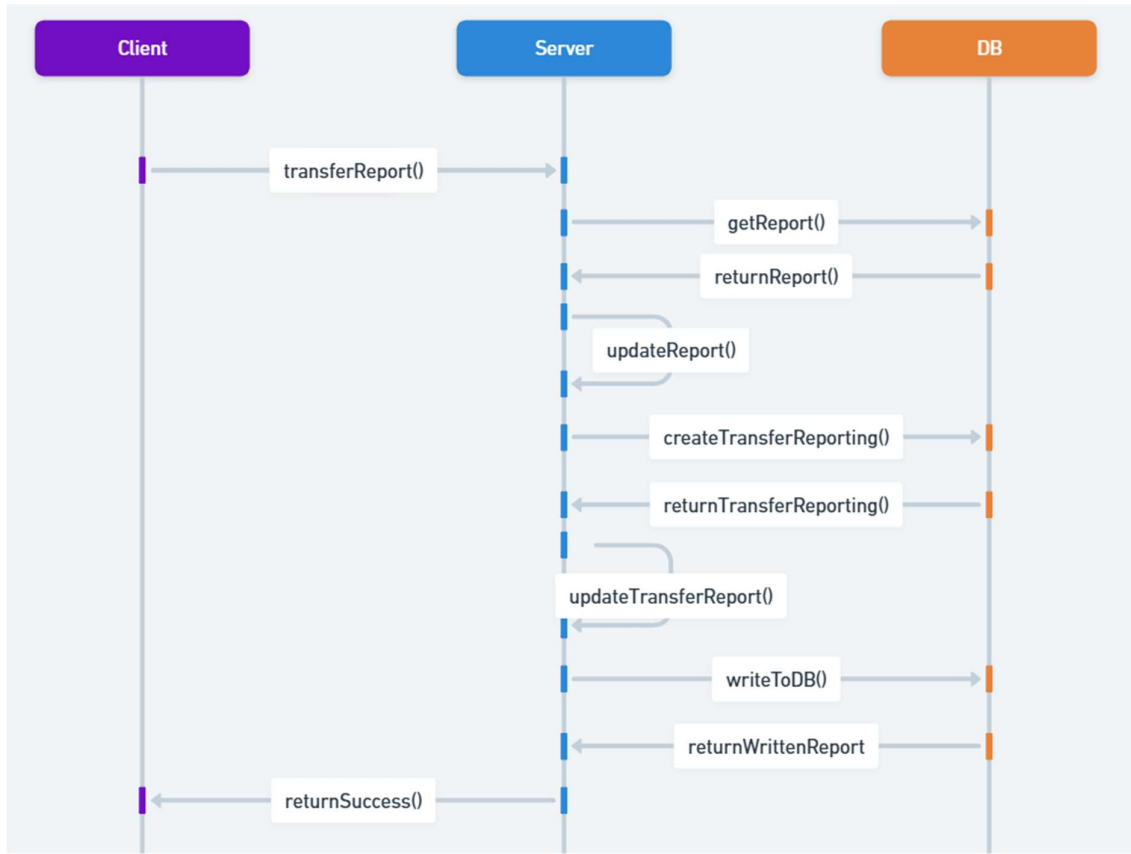 Client
Server
DB
transferReport()
getReport()
returnReport()
updateReport()
createTransferReporting()
returnTransferReporting()
updateTransferReport()
writeToDB()
returnWrittenReport
returnSuccess()